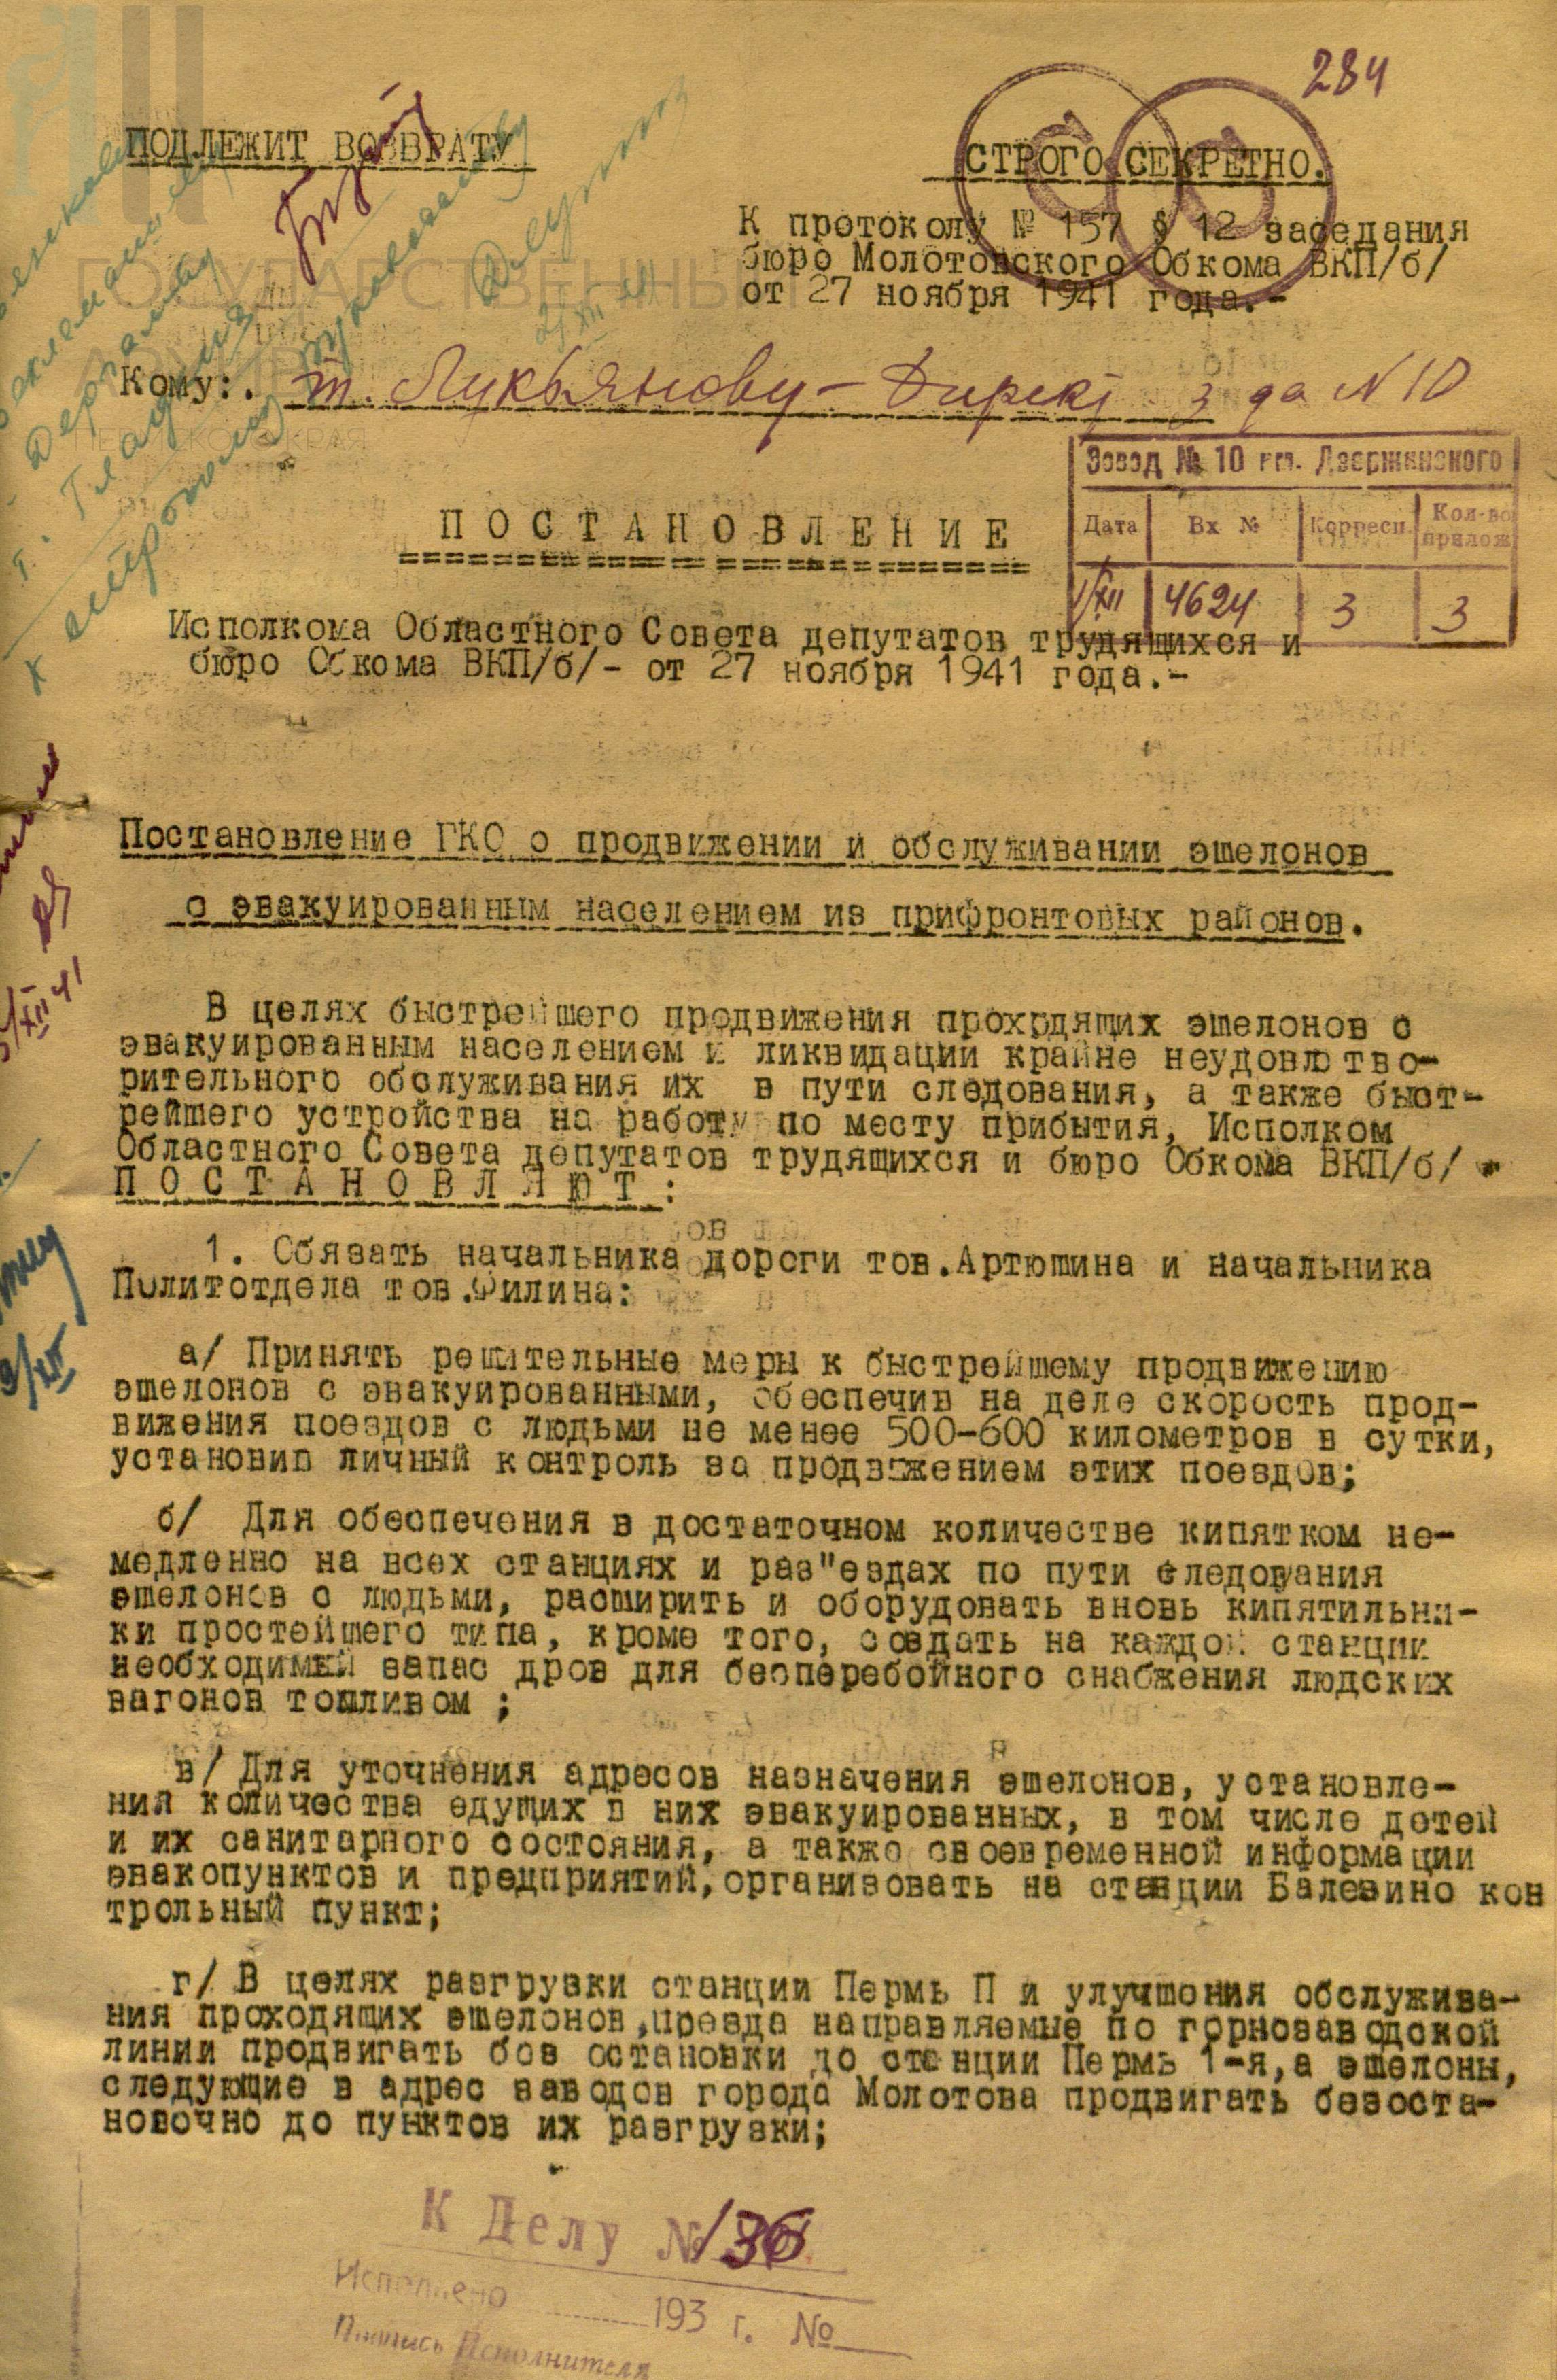 284
ПОДЛЕЖИТ ВОЗВРАТУ
СТРОГО СЕКРЕТНО.
К протоколу № 157 § 12 заседания
бюро Молотовского Обкома ВКП/б/
от 27 ноября 1941 года.-
ГОСУДАРСТВЕННЫЙ
Кому:. т. Лукьянову - Директ з-да N 10
Завод № 10 им. Дзержинского
Дата Вх № Корресп. Кол-во прилож
1/XII 4624 3 3
ПОСТАНОВЛЕНИЕ
Исполкома Областного Совета депутатов трудящихся и
бюро Обкома ВКП/б/- от 27 ноября 1941 года.-
Постановление ГКО о продвижении и обслуживании эшелонов
с эвакуированным населением из прифронтовых районов.
В целях быстрейшего продвижения проходящих эшелонов с
эвакуированным населением и ликвидации крайне неудовлетво-
рительного обслуживания их в пути следования, а также быст-
рейшего устройства на работу по месту прибытия, Исполком
Областного Совета депутатов трудящихся и бюро Обкома ВКП/б/
ПОСТАНОВЛЯЮТ:
1. Обязать начальника дороги тов.Артюшина и начальника
Политотдела тов.Филина:
а/ Принять решительные меры к быстрейшему продвижению
эшелонов с эвакуированными, обеспечив на деле скорость прод-
вижения поездов с людьми не менее 500-600 километров в сутки,
установив личный контроль за продвижением этих поездов;
б/ Для обеспечения в достаточном количестве кипятком не-
медленно на всех станциях и раз"ездах по пути следования
эшелонов с людьми, расширить и оборудовать вновь кипятильни-
ки простейшего типа, кроме того, создать на каждой станции
необходимый запас дров для бесперебойного снабжения людских
вагонов топливом ;
в/ Для уточнения адресов назначения эшелонов, установле-
ния количества едущих в них эвакуированных, в том числе детей
и их санитарного состояния, а также своевременной информации
эвакопунктов и предприятий,организовать на станции Балезино кон
трольный пункт;
г/ В целях разгрузки станции Пермь П и улучшения обслужива-
ния проходящих эшелонов,поезда направляемые по горнозаводской
линии продвигать без остановки до станции Пермь 1-я,а эшелоны,
следующие в адрес заводов города Молотова продвигать безоста-
новочно до пунктов их разгрузки;
К Делу № 136
Исполнено 193 г. №
Подпись Исполнителя